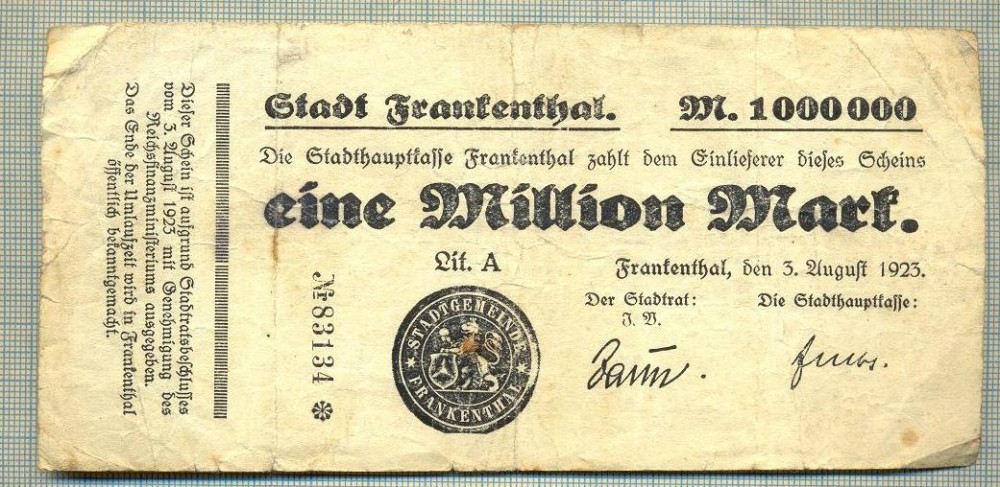 Stadt Frankenthal. M. 1000000
Die Stadthauptkasse Frankenthal zahlt dem Einlieferer dieses Scheins
eine Million Mark.
Lit. A
Frankenthal, den 3. August 1923.
Der Stadtrat: Die Stadthauptkasse:
J. V.
№ 83134 *
STADTGEMEINDE
* FRANKENTHAL *
Dieser Schein ist aufgrund Stadtratsbeschlusses
vom 3. August 1923 mit Genehmigung des
Reichsfinanzministeriums ausgegeben.
Das Ende der Umlaufzeit wird in Frankenthal
öffentlich bekanntgemacht.